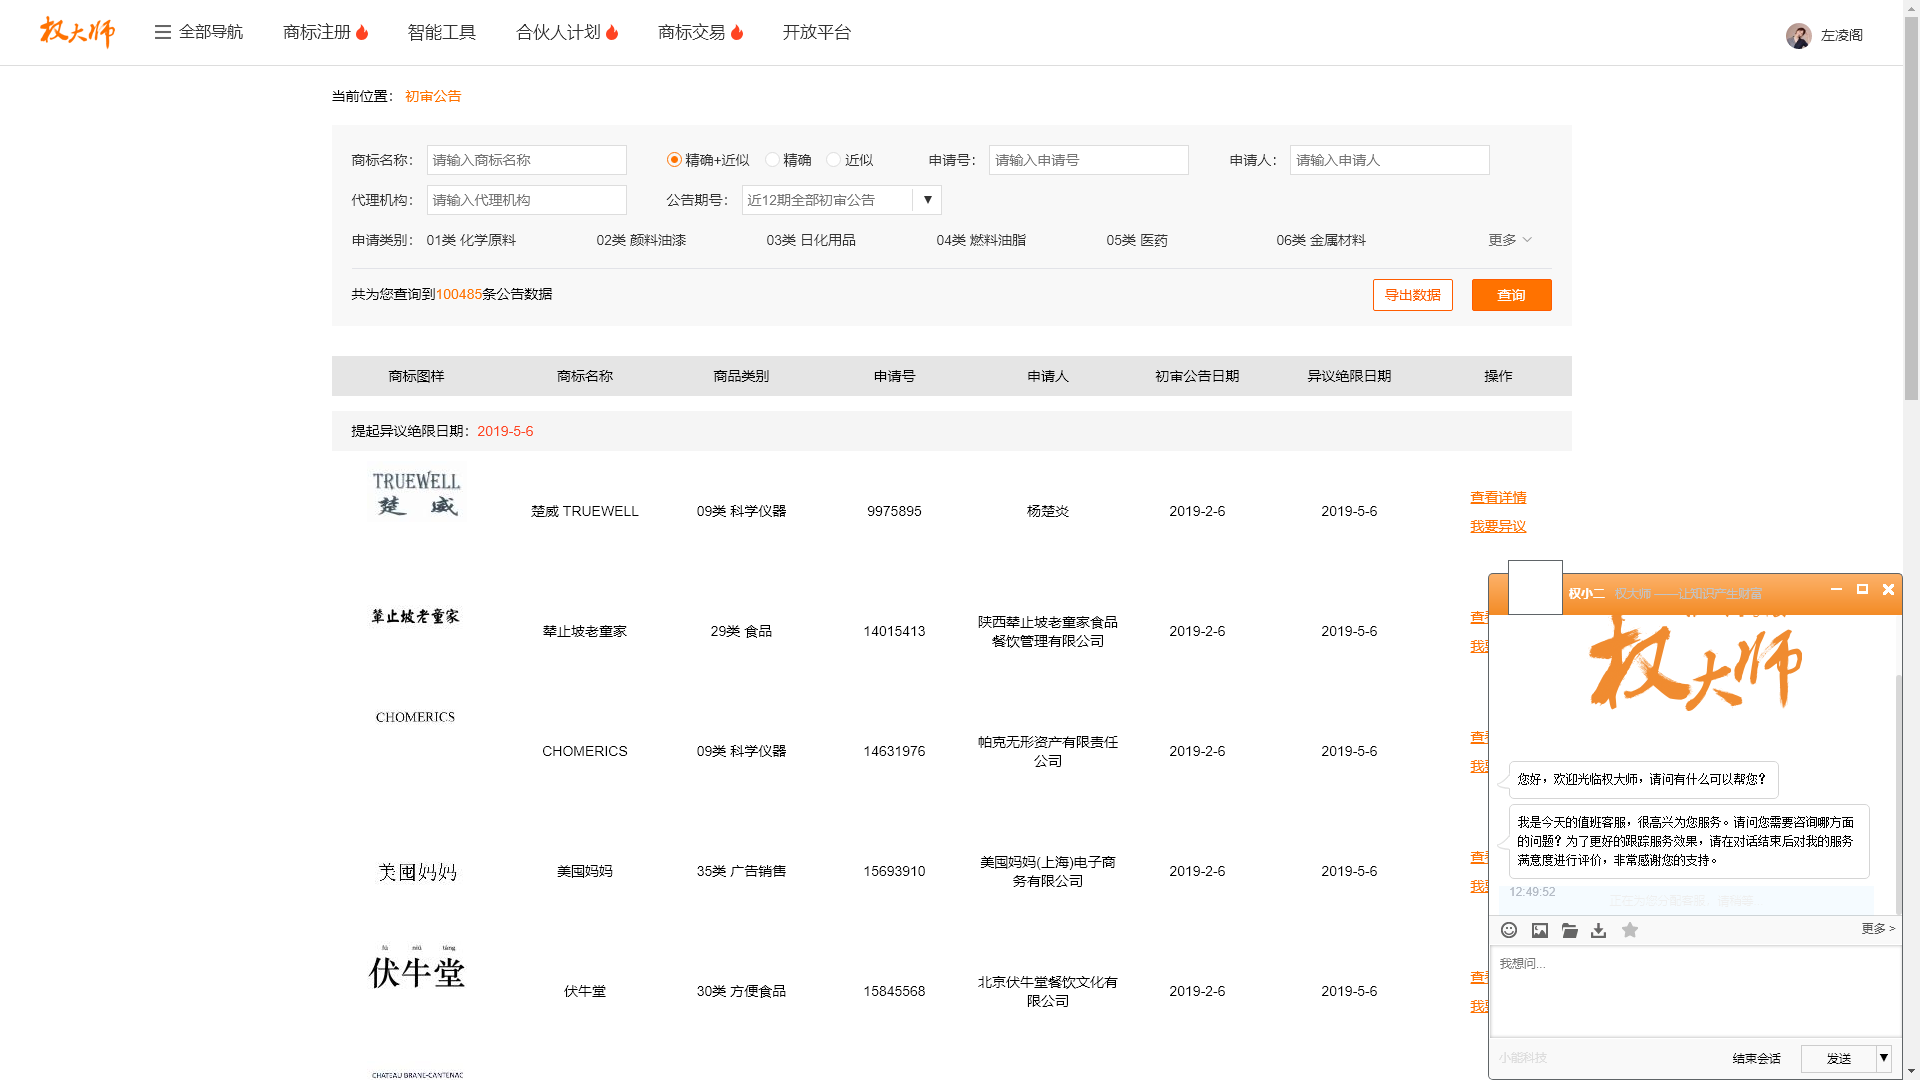 权大师
全部导航
商标注册
智能工具
合伙人计划
商标交易
开放平台
左凌阁
当前位置： 初审公告
商标名称： 请输入商标名称 精确+近似 精确 近似 申请号： 请输入申请号 申请人： 请输入申请人
代理机构： 请输入代理机构 公告期号： 近12期全部初审公告
申请类别： 01类 化学原料 02类 颜料油漆 03类 日化用品 04类 燃料油脂 05类 医药 06类 金属材料 更多
共为您查询到100485条公告数据 导出数据 查询
商标图样 商标名称 商品类别 申请号 申请人 初审公告日期 异议绝限日期 操作
提起异议绝限日期：2019-5-6
TRUEWELL
楚威
楚威 TRUEWELL 09类 科学仪器 9975895 杨楚炎 2019-2-6 2019-5-6
查看详情
我要异议
辇止坡老童家
辇止坡老童家 29类 食品 14015413 陕西辇止坡老童家食品
餐饮管理有限公司
2019-2-6 2019-5-6
查
我
CHOMERICS
CHOMERICS 09类 科学仪器 14631976 帕克无形资产有限责任
公司
2019-2-6 2019-5-6
查
我
美囤妈妈
美囤妈妈 35类 广告销售 15693910 美囤妈妈(上海)电子商
务有限公司
2019-2-6 2019-5-6
查
我
fú niú táng
伏牛堂
伏牛堂 30类 方便食品 15845568 北京伏牛堂餐饮文化有
限公司
2019-2-6 2019-5-6
查
我
CHATEAU BRANE-CANTENAC
权小二 权大师 ——让知识产生财富
权大师
您好，欢迎光临权大师，请问有什么可以帮您？
我是今天的值班客服，很高兴为您服务。请问您需要咨询哪方面
的问题？为了更好的跟踪服务效果，请在对话结束后对我的服务
满意度进行评价，非常感谢您的支持。
12:49:52
更多 >
我想问...
小能科技
结束会话
发送